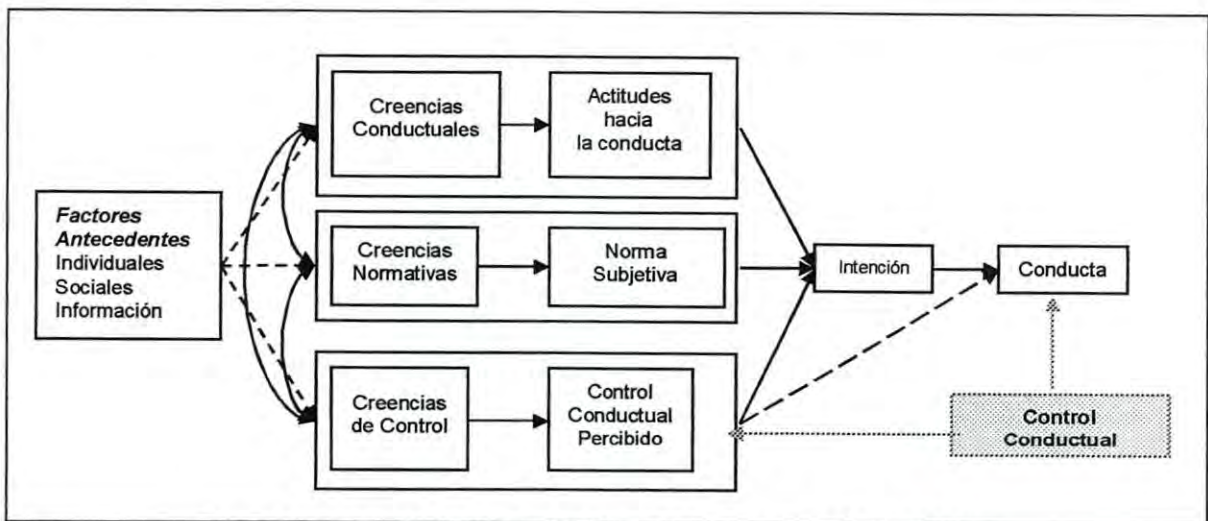 Factores
Antecedentes
Individuales
Sociales
Información
Creencias
Conductuales
Actitudes
hacia
la conducta
Creencias
Normativas
Norma
Subjetiva
Creencias
de Control
Control
Conductual
Percibido
Intención
Conducta
Control
Conductual